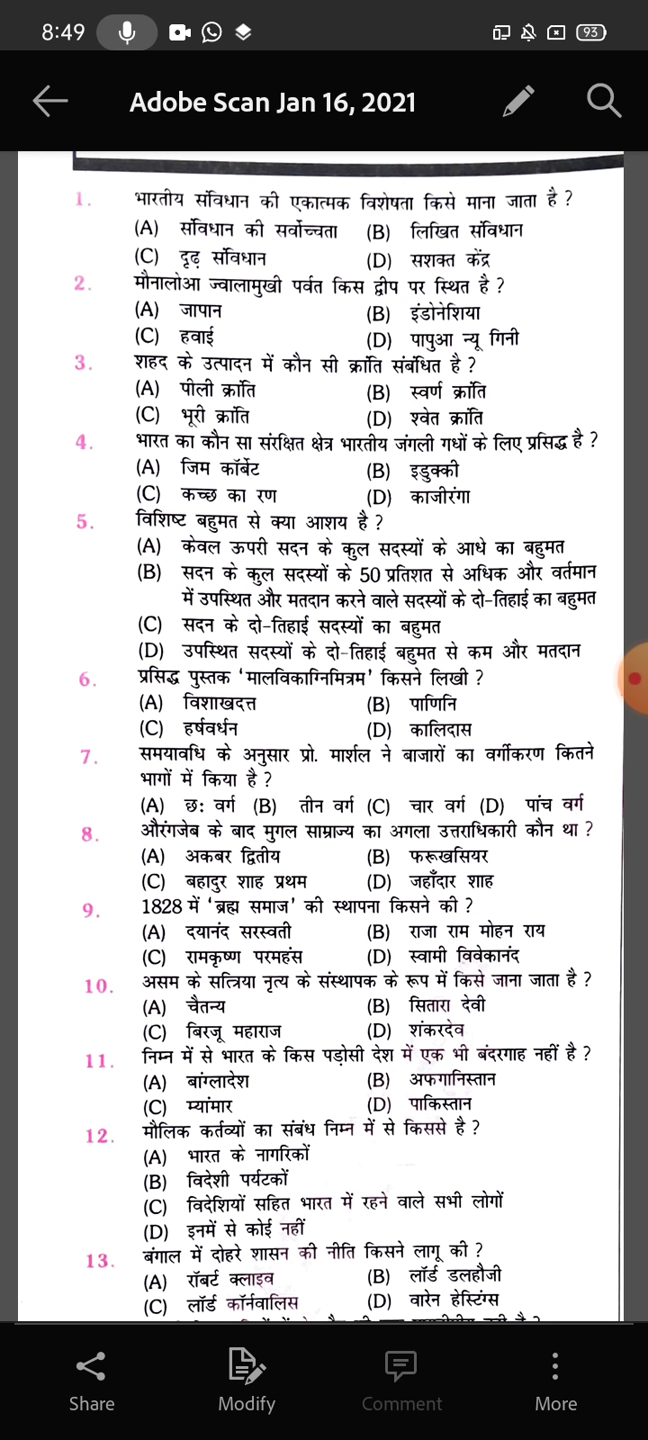 8:49
93
Adobe Scan Jan 16, 2021
1. भारतीय संविधान की एकात्मक विशेषता किसे माना जाता है ?
(A) संविधान की सर्वोच्चता (B) लिखित संविधान
(C) दृढ़ संविधान (D) सशक्त केंद्र
2. मौनालोआ ज्वालामुखी पर्वत किस द्वीप पर स्थित है ?
(A) जापान (B) इंडोनेशिया
(C) हवाई (D) पापुआ न्यू गिनी
3. शहद के उत्पादन में कौन सी क्रांति संबंधित है ?
(A) पीली क्रांति (B) स्वर्ण क्रांति
(C) भूरी क्रांति (D) श्वेत क्रांति
4. भारत का कौन सा संरक्षित क्षेत्र भारतीय जंगली गधों के लिए प्रसिद्ध है ?
(A) जिम कॉर्बेट (B) इडुक्की
(C) कच्छ का रण (D) काजीरंगा
5. विशिष्ट बहुमत से क्या आशय है ?
(A) केवल ऊपरी सदन के कुल सदस्यों के आधे का बहुमत
(B) सदन के कुल सदस्यों के 50 प्रतिशत से अधिक और वर्तमान
में उपस्थित और मतदान करने वाले सदस्यों के दो-तिहाई का बहुमत
(C) सदन के दो-तिहाई सदस्यों का बहुमत
(D) उपस्थित सदस्यों के दो-तिहाई बहुमत से कम और मतदान
6. प्रसिद्ध पुस्तक ‘मालविकाग्निमित्रम’ किसने लिखी ?
(A) विशाखदत्त (B) पाणिनि
(C) हर्षवर्धन (D) कालिदास
7. समयावधि के अनुसार प्रो. मार्शल ने बाजारों का वर्गीकरण कितने
भागों में किया है ?
(A) छ: वर्ग (B) तीन वर्ग (C) चार वर्ग (D) पांच वर्ग
8. औरंगजेब के बाद मुगल साम्राज्य का अगला उत्तराधिकारी कौन था ?
(A) अकबर द्वितीय (B) फरूखसियर
(C) बहादुर शाह प्रथम (D) जहाँदार शाह
9. 1828 में ‘ब्रह्म समाज’ की स्थापना किसने की ?
(A) दयानंद सरस्वती (B) राजा राम मोहन राय
(C) रामकृष्ण परमहंस (D) स्वामी विवेकानंद
10. असम के सत्रिया नृत्य के संस्थापक के रूप में किसे जाना जाता है ?
(A) चैतन्य (B) सितारा देवी
(C) बिरजू महाराज (D) शंकरदेव
11. निम्न में से भारत के किस पड़ोसी देश में एक भी बंदरगाह नहीं है ?
(A) बांग्लादेश (B) अफगानिस्तान
(C) म्यांमार (D) पाकिस्तान
12. मौलिक कर्तव्यों का संबंध निम्न में से किससे है ?
(A) भारत के नागरिकों
(B) विदेशी पर्यटकों
(C) विदेशियों सहित भारत में रहने वाले सभी लोगों
(D) इनमें से कोई नहीं
13. बंगाल में दोहरे शासन की नीति किसने लागू की ?
(A) रॉबर्ट क्लाइव (B) लॉर्ड डलहौजी
(C) लॉर्ड कॉर्नवालिस (D) वारेन हेस्टिंग्स
Share Modify Comment More